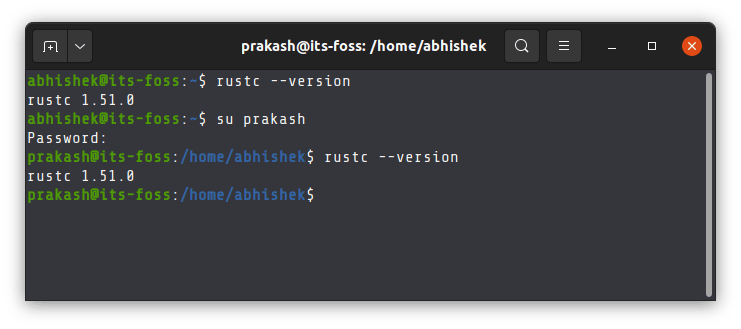 prakash@its-foss: /home/abhishek
abhishek@its-foss:~$ rustc --version
rustc 1.51.0
abhishek@its-foss:~$ su prakash
Password:
prakash@its-foss:/home/abhishek$ rustc --version
rustc 1.51.0
prakash@its-foss:/home/abhishek$